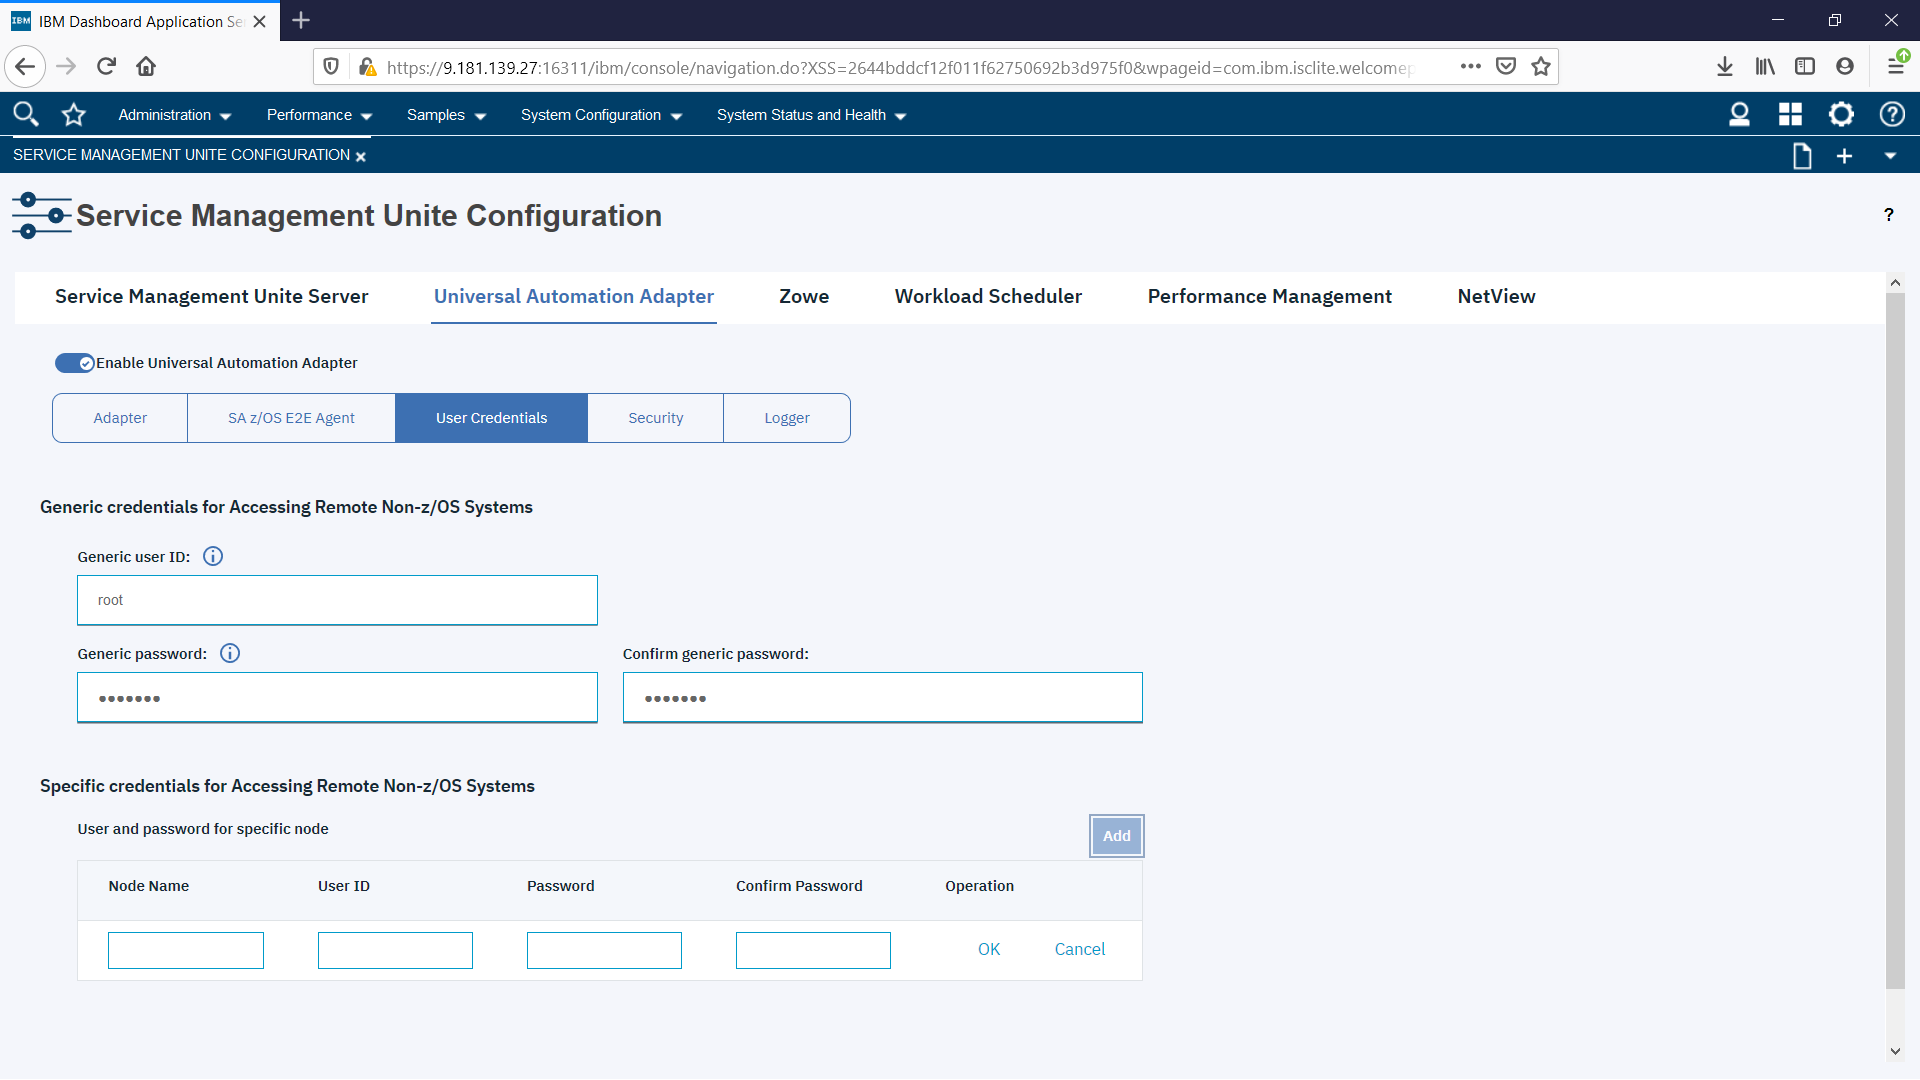 IBM IBM Dashboard Application Se
https://9.181.139.27:16311/ibm/console/navigation.do?XSS=2644bddcf12f011f62750692b3d975f0&wpageid=com.ibm.isclite.welcomep
Administration Performance Samples System Configuration System Status and Health
SERVICE MANAGEMENT UNITE CONFIGURATION
Service Management Unite Configuration
?
Service Management Unite Server Universal Automation Adapter Zowe Workload Scheduler Performance Management NetView
Enable Universal Automation Adapter
Adapter SA z/OS E2E Agent User Credentials Security Logger
Generic credentials for Accessing Remote Non-z/OS Systems
Generic user ID:
root
Generic password: Confirm generic password:
••••••• •••••••
Specific credentials for Accessing Remote Non-z/OS Systems
User and password for specific node
Add
Node Name User ID Password Confirm Password Operation
OK Cancel